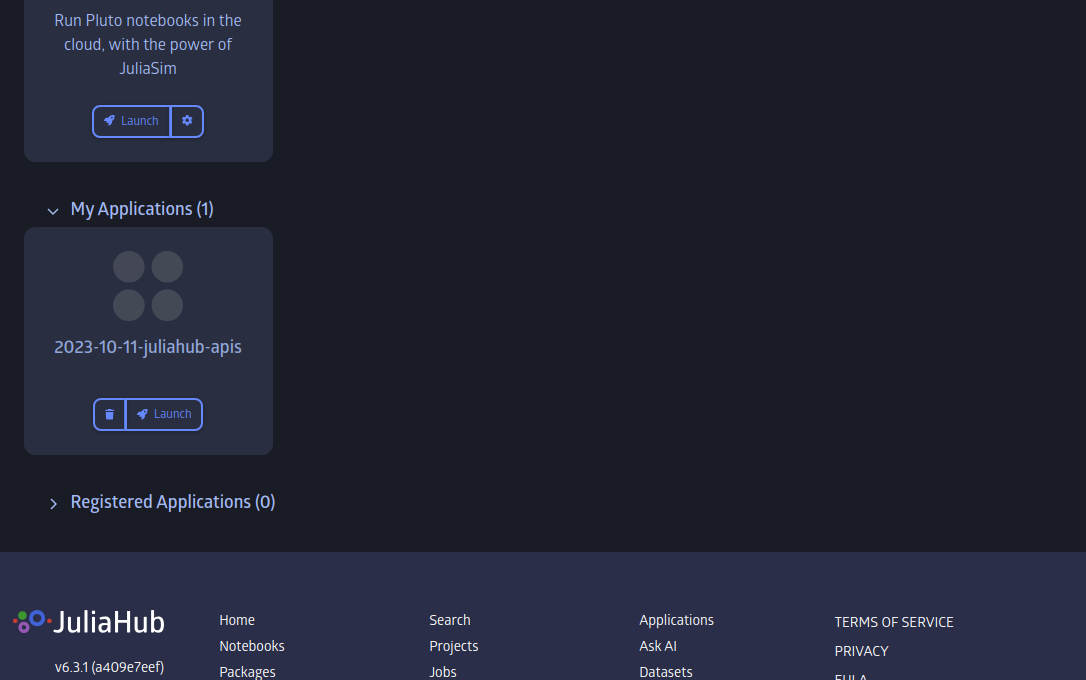 Run Pluto notebooks in the
cloud, with the power of
JuliaSim
Launch
My Applications (1)
2023-10-11-juliahub-apis
Launch
Registered Applications (0)
JuliaHub
v6.3.1 (a409e7eef)
Home
Notebooks
Packages
Search
Projects
Jobs
Applications
Ask AI
Datasets
TERMS OF SERVICE
PRIVACY
EULA